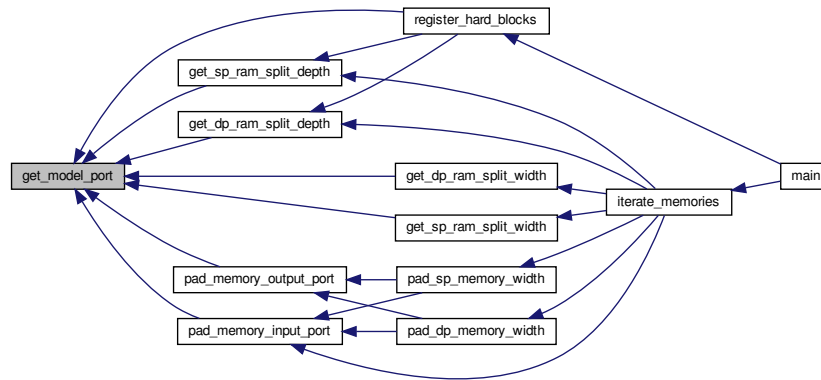 register_hard_blocks
get_sp_ram_split_depth
get_dp_ram_split_depth
get_model_port
get_dp_ram_split_width
main
iterate_memories
get_sp_ram_split_width
pad_memory_output_port
pad_sp_memory_width
pad_memory_input_port
pad_dp_memory_width